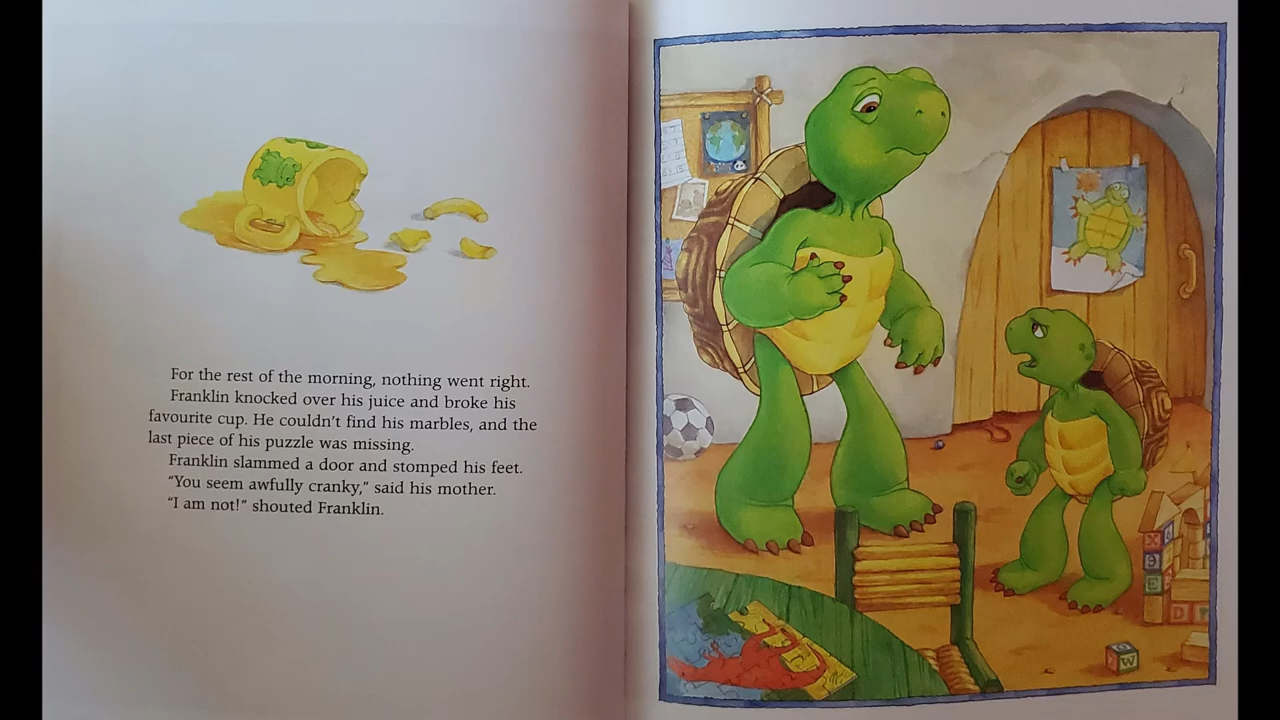 For the rest of the morning, nothing went right.
Franklin knocked over his juice and broke his
favourite cup. He couldn't find his marbles, and the
last piece of his puzzle was missing.
Franklin slammed a door and stomped his feet.
"You seem awfully cranky," said his mother.
"I am not!" shouted Franklin.
X
E
D
W